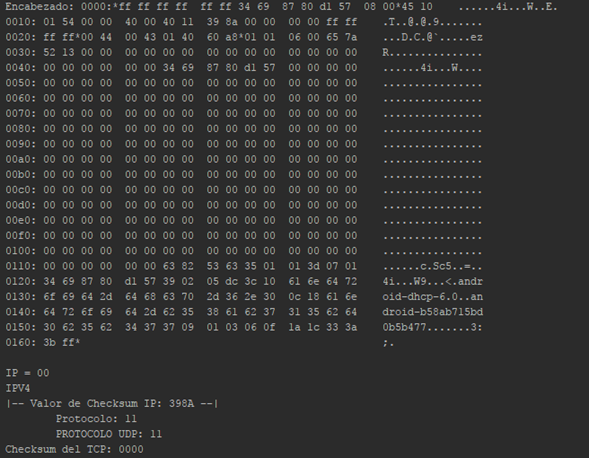 Encabezado: 0000:*ff ff ff ff  ff ff 34 69  87 80 d1 57  08 00*45 10    ......4i...W..E.
0010: 01 54 00 00  40 00 40 11  39 8a 00 00  00 00 ff ff    .T..@.@.9.......
0020: ff ff*00 44  00 43 01 40  60 a8*01 01  06 00 65 7a    ...D.C.@`.....ez
0030: 52 13 00 00  00 00 00 00  00 00 00 00  00 00 00 00    R...............
0040: 00 00 00 00  00 00 34 69  87 80 d1 57  00 00 00 00    ......4i...W....
0050: 00 00 00 00  00 00 00 00  00 00 00 00  00 00 00 00    ................
0060: 00 00 00 00  00 00 00 00  00 00 00 00  00 00 00 00    ................
0070: 00 00 00 00  00 00 00 00  00 00 00 00  00 00 00 00    ................
0080: 00 00 00 00  00 00 00 00  00 00 00 00  00 00 00 00    ................
0090: 00 00 00 00  00 00 00 00  00 00 00 00  00 00 00 00    ................
00a0: 00 00 00 00  00 00 00 00  00 00 00 00  00 00 00 00    ................
00b0: 00 00 00 00  00 00 00 00  00 00 00 00  00 00 00 00    ................
00c0: 00 00 00 00  00 00 00 00  00 00 00 00  00 00 00 00    ................
00d0: 00 00 00 00  00 00 00 00  00 00 00 00  00 00 00 00    ................
00e0: 00 00 00 00  00 00 00 00  00 00 00 00  00 00 00 00    ................
00f0: 00 00 00 00  00 00 00 00  00 00 00 00  00 00 00 00    ................
0100: 00 00 00 00  00 00 00 00  00 00 00 00  00 00 00 00    ................
0110: 00 00 00 00  00 00 63 82  53 63 35 01  01 3d 07 01    ......c.Sc5..=..
0120: 34 69 87 80  d1 57 39 02  05 dc 3c 10  61 6e 64 72    4i...W9...<.andr
0130: 6f 69 64 2d  64 68 63 70  2d 36 2e 30  0c 18 61 6e    oid-dhcp-6.0..an
0140: 64 72 6f 69  64 2d 62 35  38 61 62 37  31 35 62 64    droid-b58ab715bd
0150: 30 62 35 62  34 37 37 09  01 03 06 0f  1a 1c 33 3a    0b5b477.......3:
0160: 3b ff*    ;.
IP = 00
IPV4
|-- Valor de Checksum IP: 398A --|
Protocolo: 11
PROTOCOLO UDP: 11
Checksum del TCP: 0000